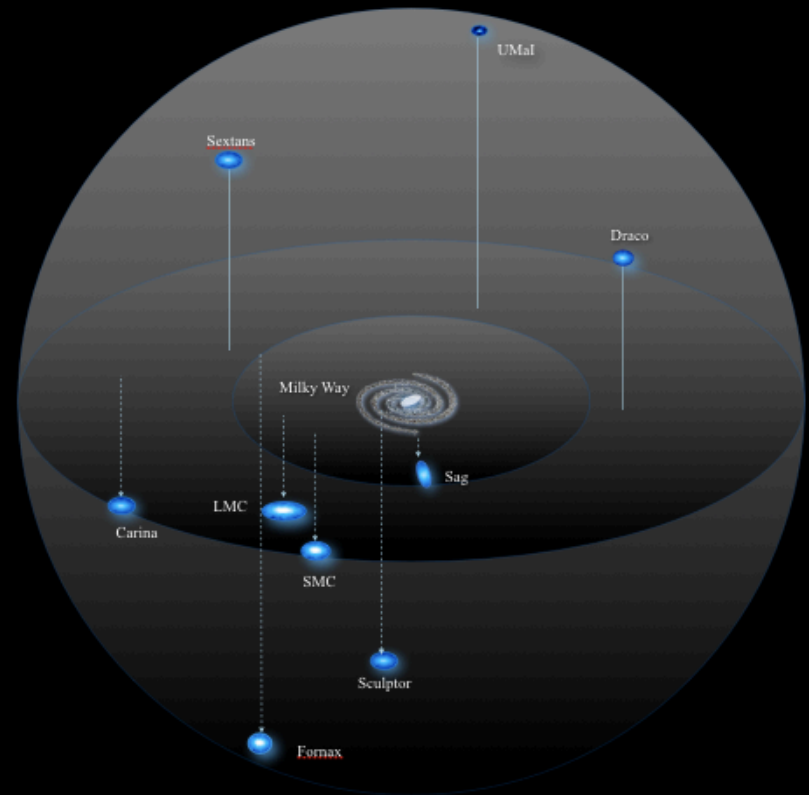 UMaI
Sextans
Draco
Milky Way
Sag
LMC
Carina
SMC
Sculptor
Fornax